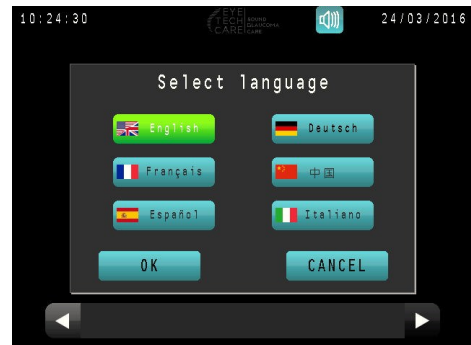 10:24:30
EYE TECH CARE
SOUND GLAUCOMA CARE
24/03/2016
Select language
English
Deutsch
Français
中国
Español
Italiano
OK
CANCEL